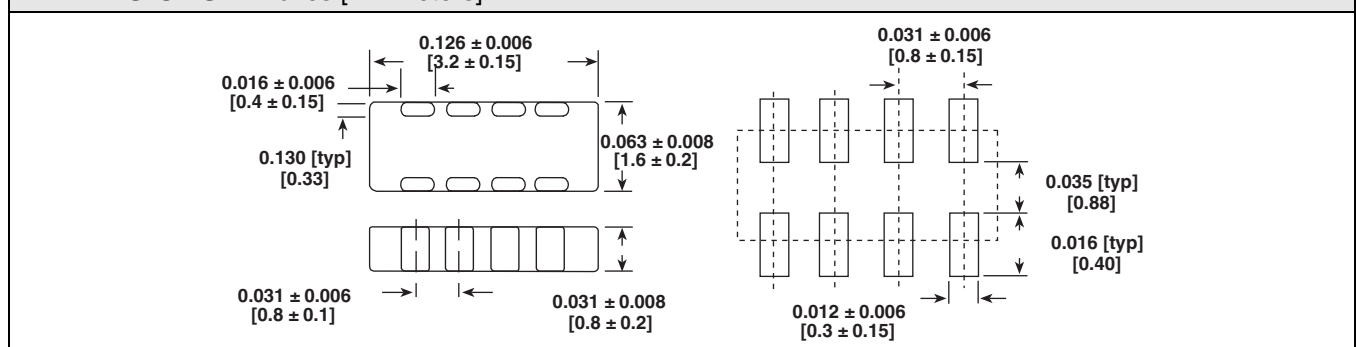 0.126 ± 0.006
[3.2 ± 0.15]
0.016 ± 0.006
[0.4 ± 0.15]
0.130 [typ]
[0.33]
0.063 ± 0.008
[1.6 ± 0.2]
0.031 ± 0.006
[0.8 ± 0.1]
0.031 ± 0.008
[0.8 ± 0.2]
0.031 ± 0.006
[0.8 ± 0.15]
0.035 [typ]
[0.88]
0.016 [typ]
[0.40]
0.012 ± 0.006
[0.3 ± 0.15]